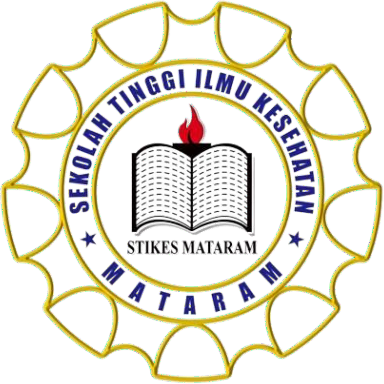 SEKOLAH TINGGI ILMU KESEHATAN
STIKES MATARAM
MATARAM